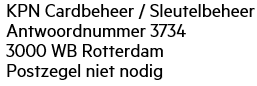 KPN Cardbeheer / Sleutelbeheer
Antwoordnummer 3734
3000 WB Rotterdam
Postzegel niet nodig